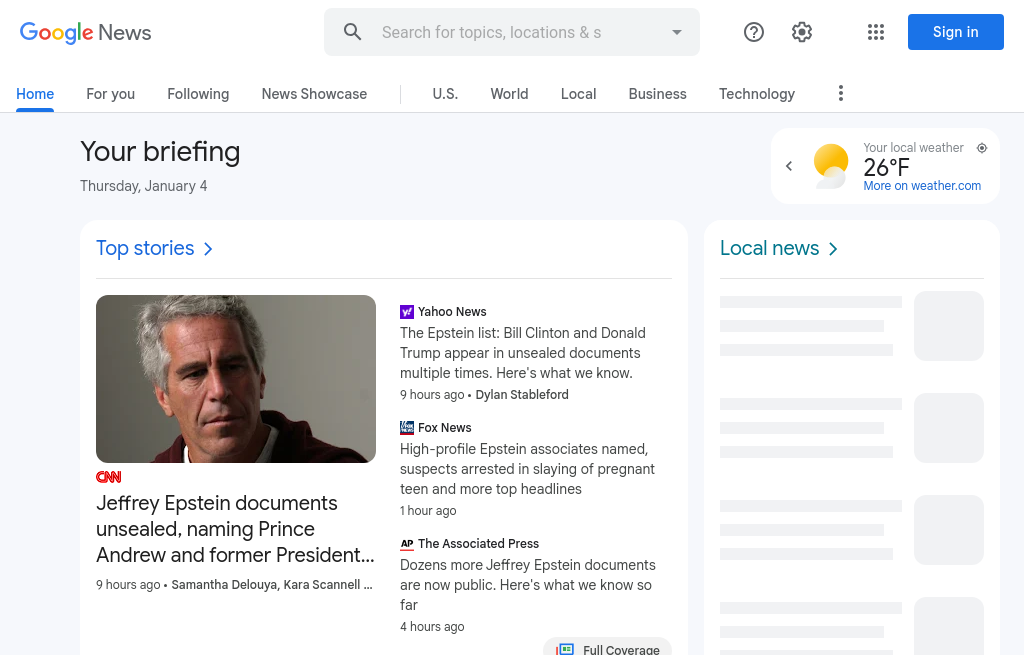 Google News
Search for topics, locations & s
Sign in
Home
For you
Following
News Showcase
U.S.
World
Local
Business
Technology
Your briefing
Thursday, January 4
Your local weather
26°F
More on weather.com
Top stories
CNN
Jeffrey Epstein documents
unsealed, naming Prince
Andrew and former President…
9 hours ago • Samantha Delouya, Kara Scannell …
Yahoo News
The Epstein list: Bill Clinton and Donald
Trump appear in unsealed documents
multiple times. Here's what we know.
9 hours ago • Dylan Stableford
Fox News
High-profile Epstein associates named,
suspects arrested in slaying of pregnant
teen and more top headlines
1 hour ago
AP The Associated Press
Dozens more Jeffrey Epstein documents
are now public. Here's what we know so
far
4 hours ago
Full Coverage
Local news